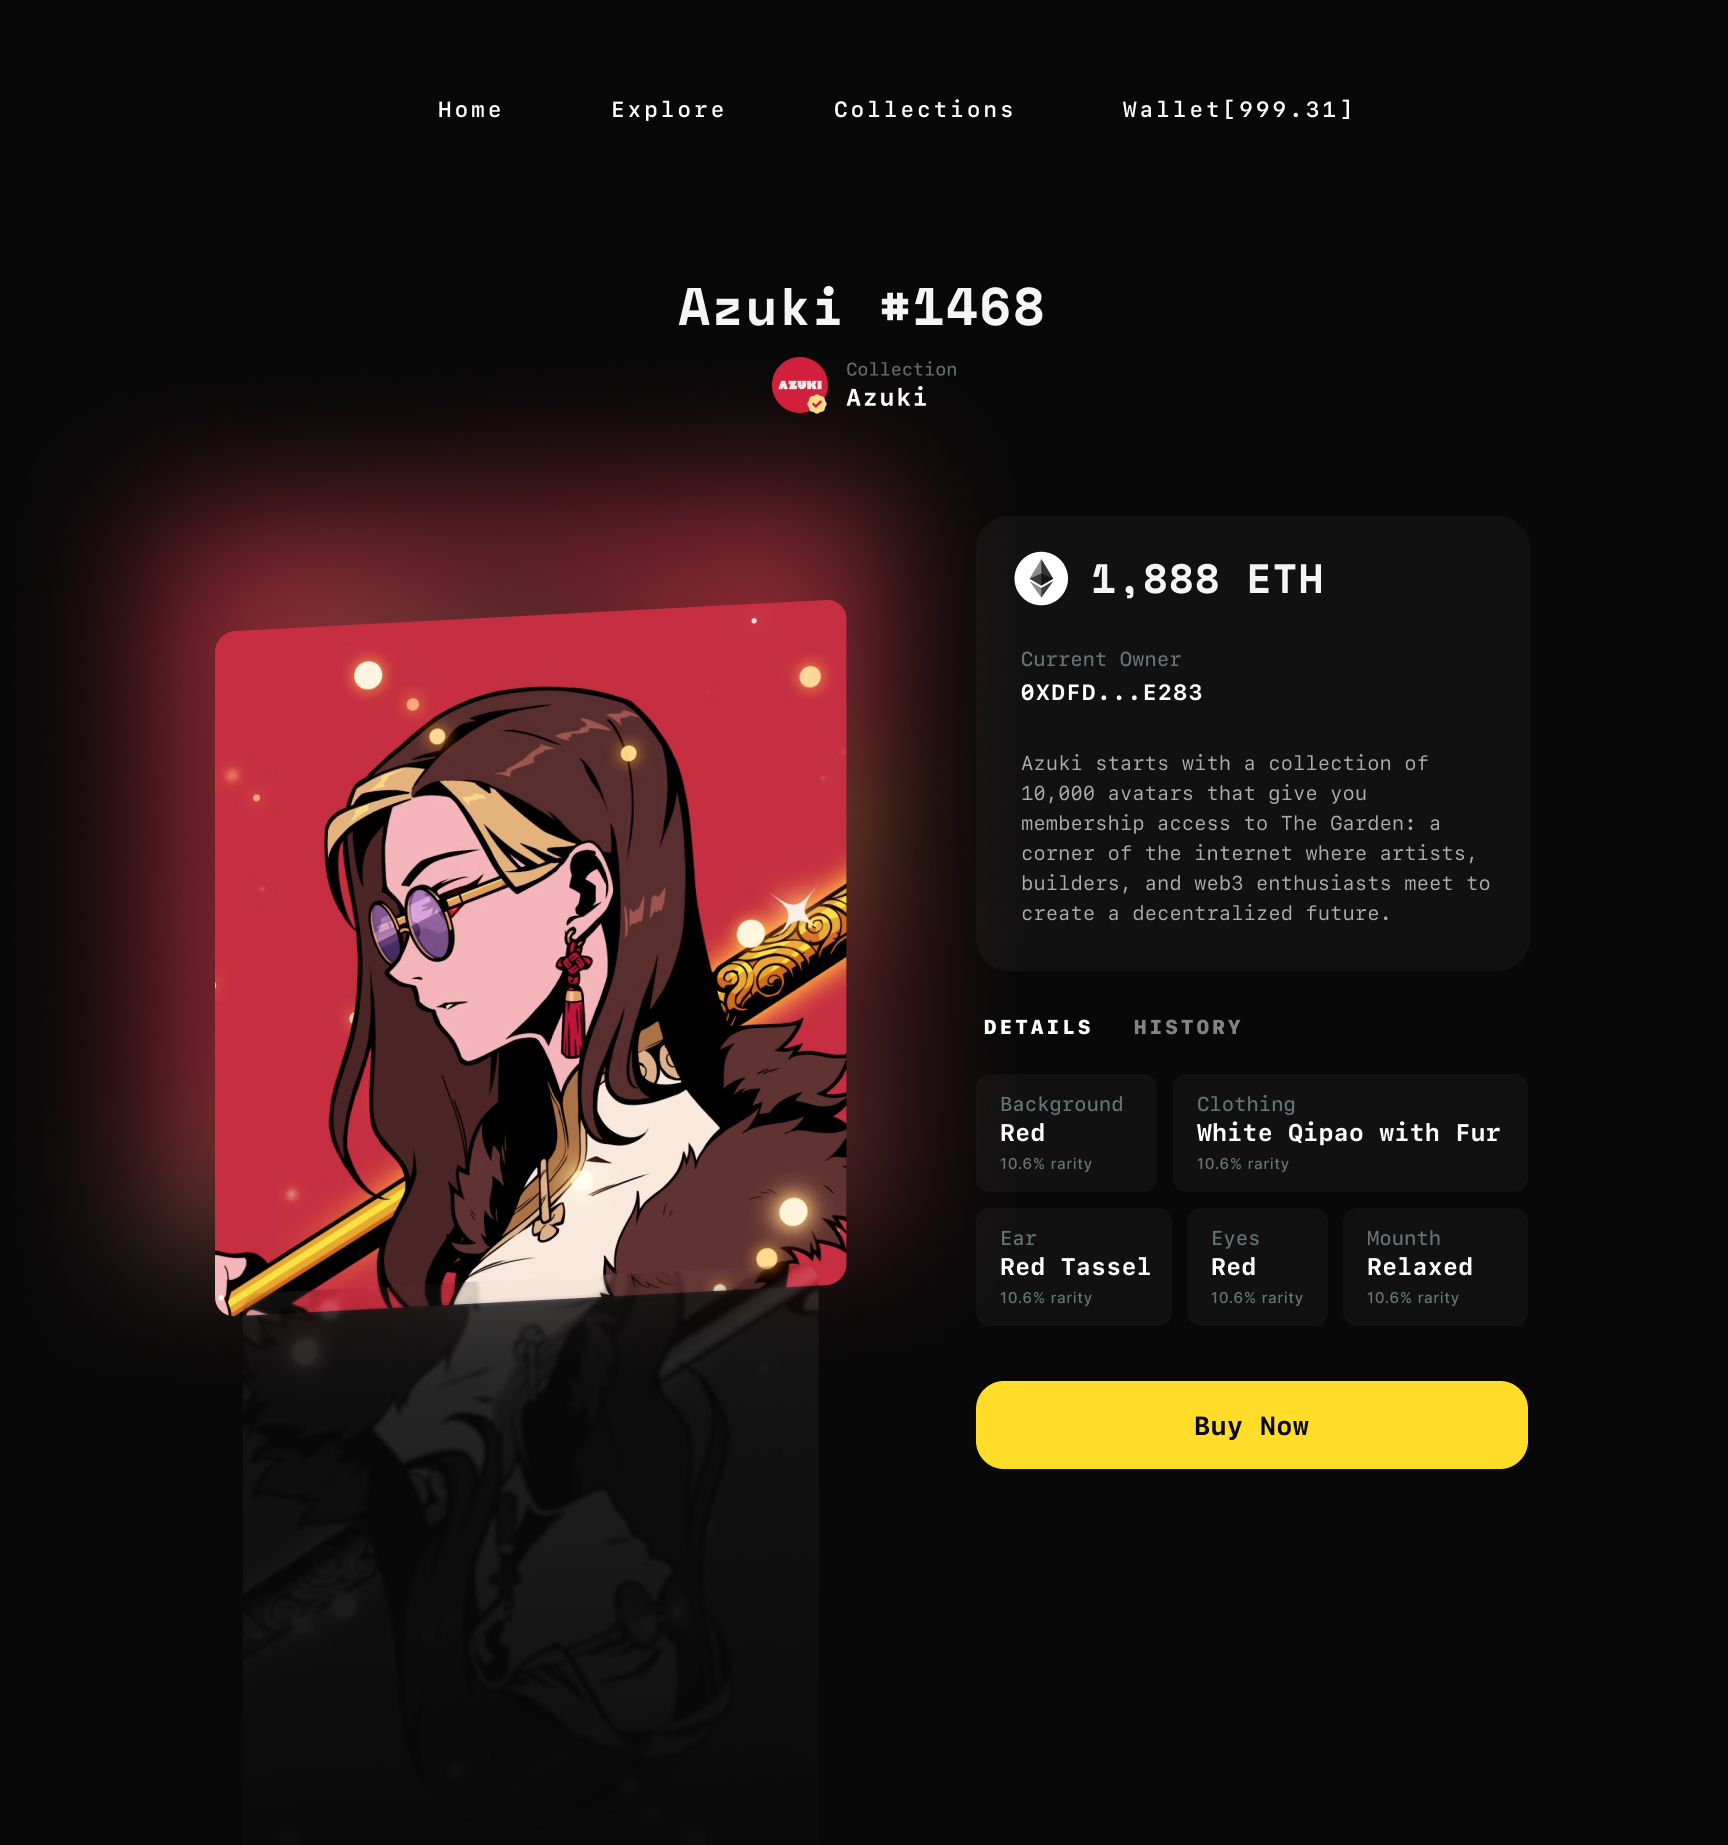 Home Explore Collections Wallet[999.31]
Azuki #1468
AZUKI
Collection
Azuki
1,888 ETH
Current Owner
0XDFD...E283
Azuki starts with a collection of
10,000 avatars that give you
membership access to The Garden: a
corner of the internet where artists,
builders, and web3 enthusiasts meet to
create a decentralized future.
DETAILS HISTORY
Background
Red
10.6% rarity
Clothing
White Qipao with Fur
10.6% rarity
Ear
Red Tassel
10.6% rarity
Eyes
Red
10.6% rarity
Mounth
Relaxed
10.6% rarity
Buy Now